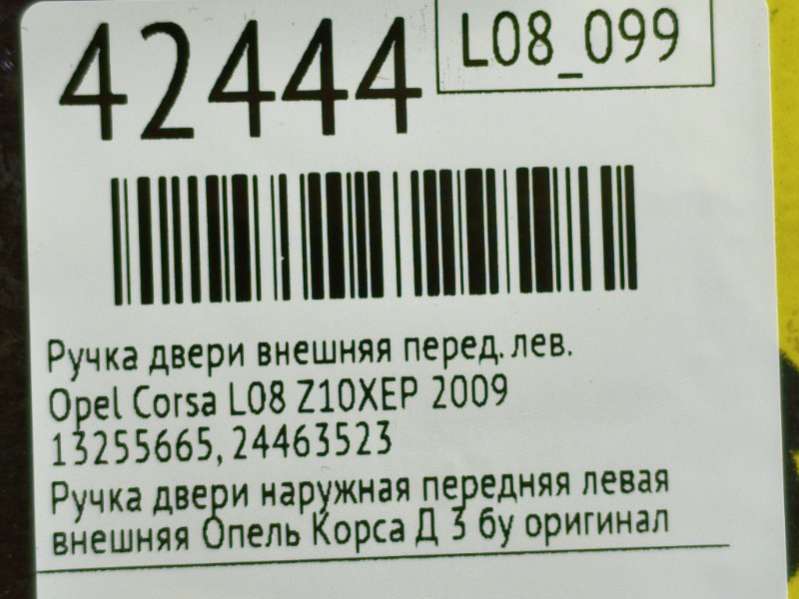 42444
L08_099
Ручка двери внешняя перед. лев.
Opel Corsa L08 Z10XEP 2009
13255665, 24463523
Ручка двери наружная передняя левая
внешняя Опель Корса Д 3 бу оригинал